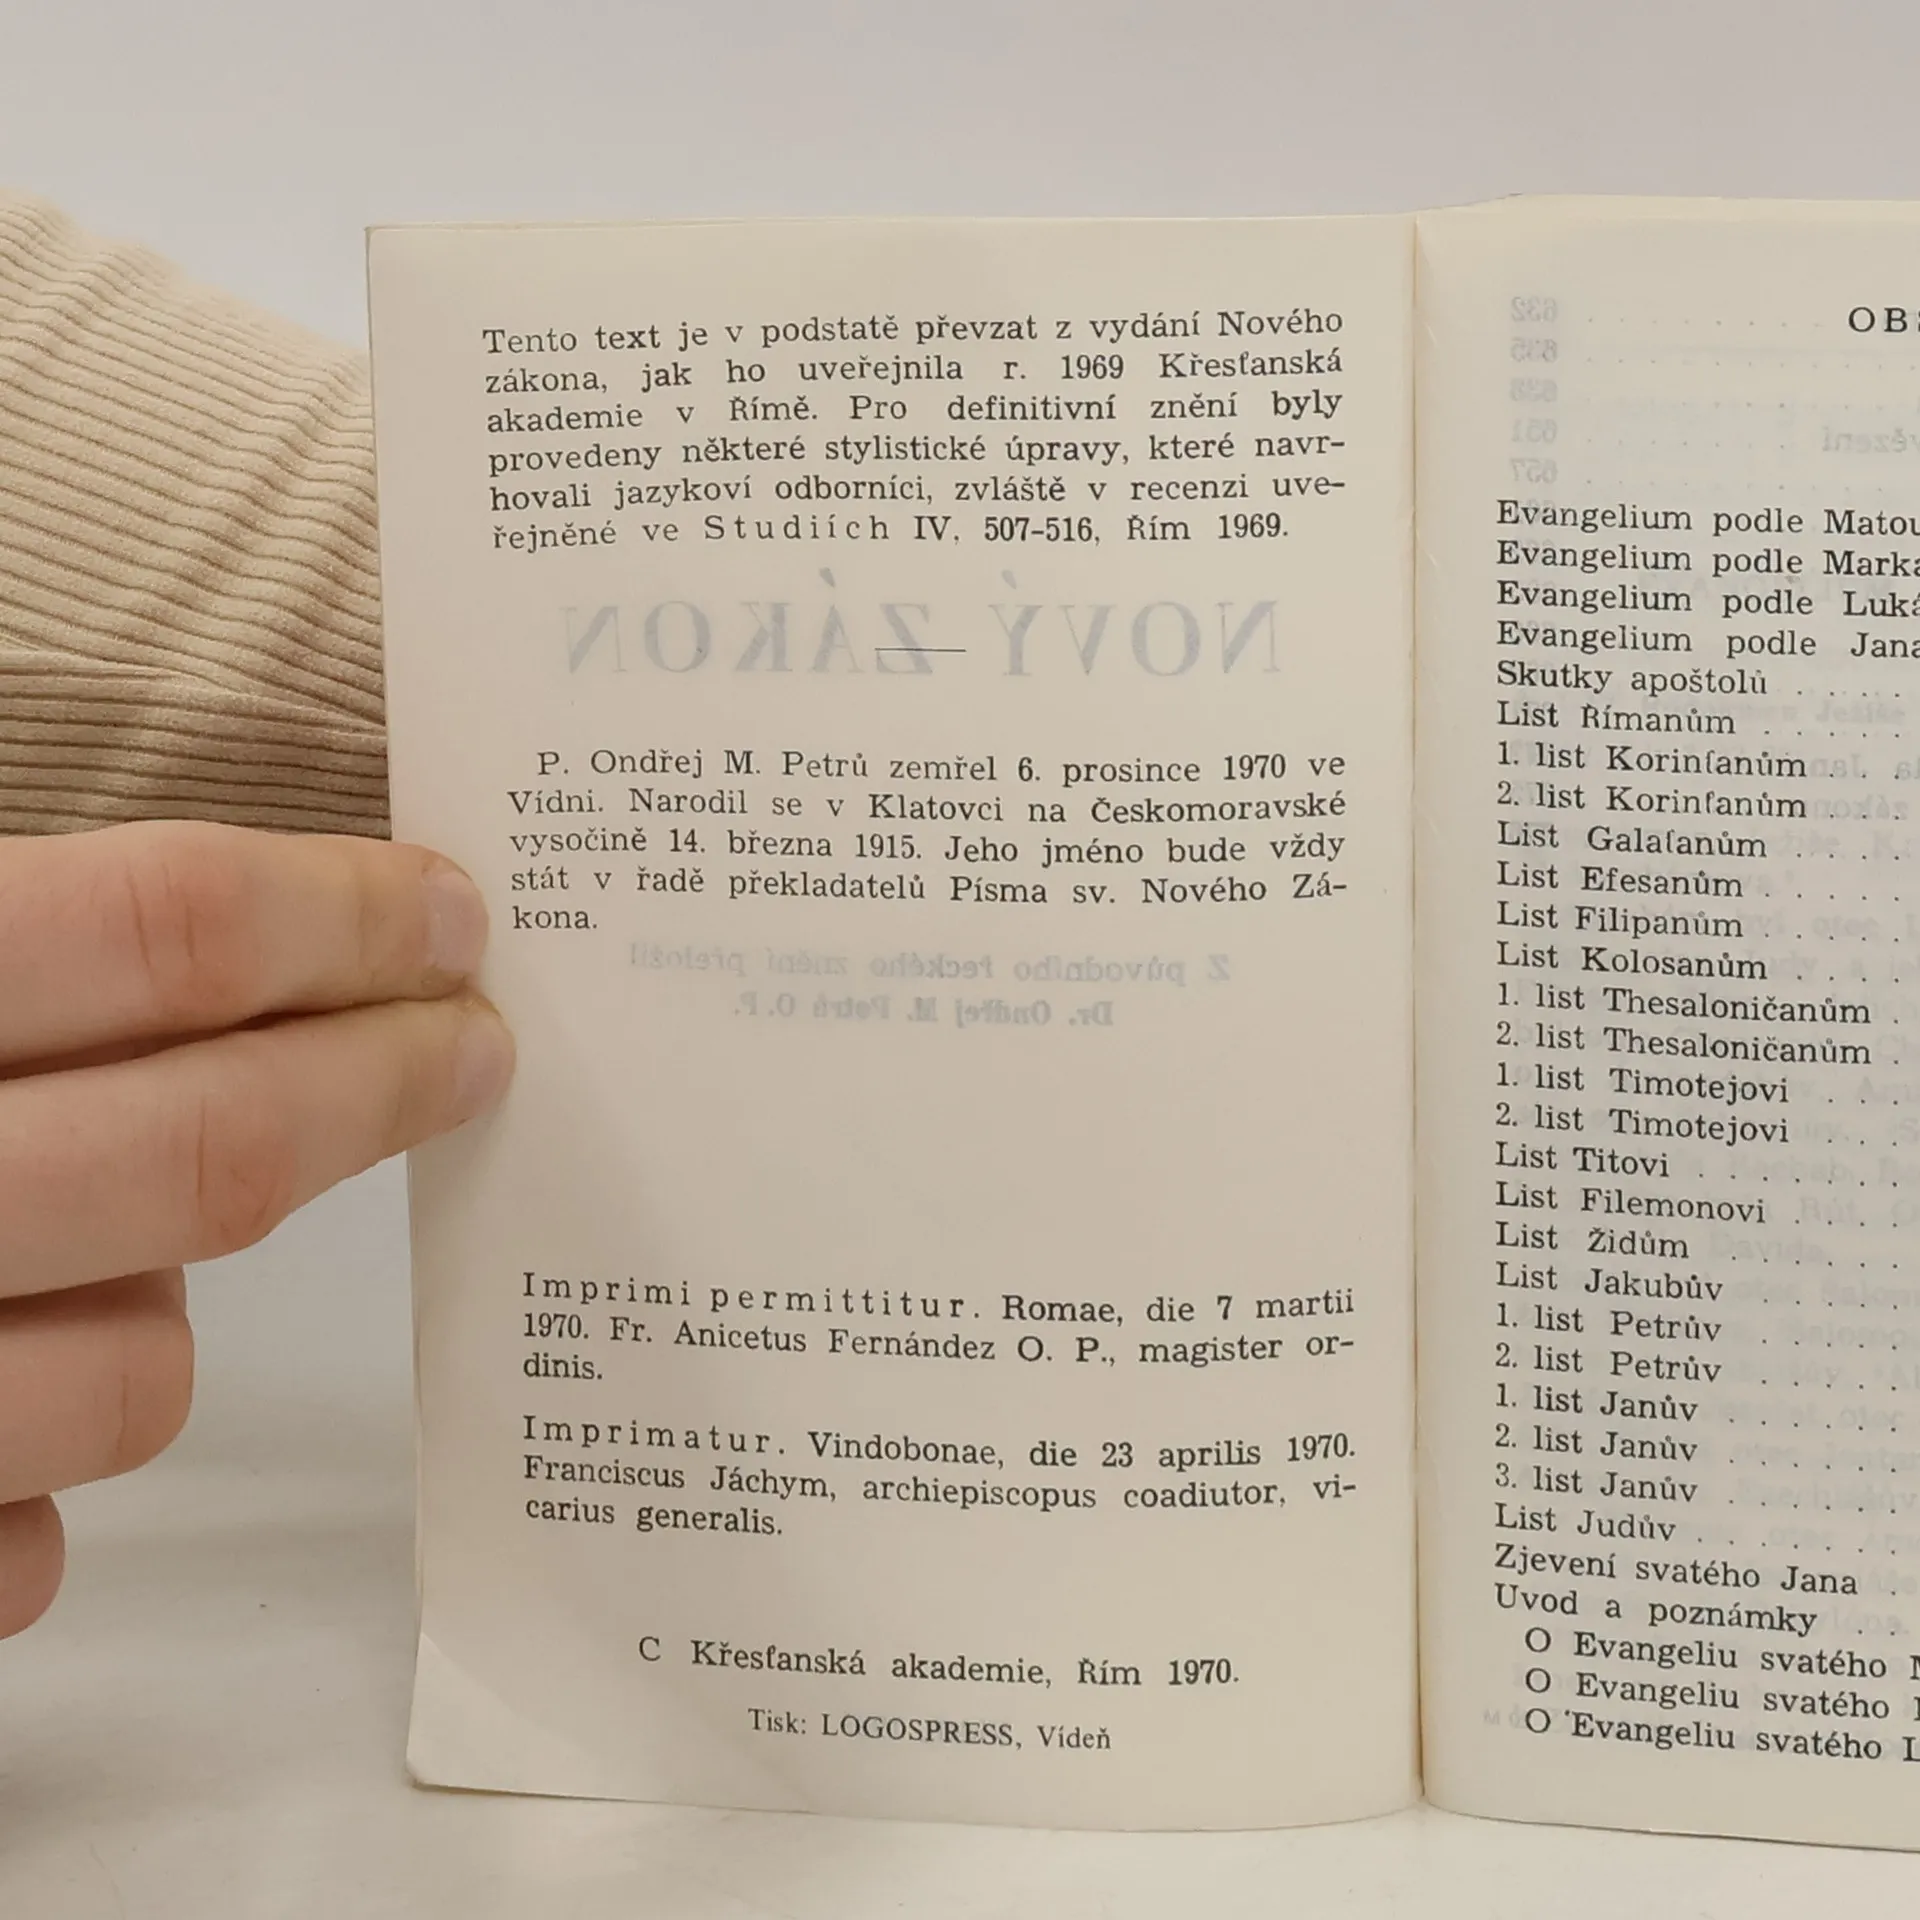 Tento text je v podstatě převzat z vydání Nového
zákona, jak ho uveřejnila r. 1969 Křesťanská
akademie v Římě. Pro definitivní znění byly
provedeny některé stylistické úpravy, které navr-
hovali jazykoví odborníci, zvláště v recenzi uve-
řejněné ve Studiích IV, 507-516, Řím 1969.
NOVÝ ZÁKON
P. Ondřej M. Petrů zemřel 6. prosince 1970 ve
Vídni. Narodil se v Klatovci na Českomoravské
vysočině 14. března 1915. Jeho jméno bude vždy
stát v řadě překladatelů Písma sv. Nového Zá-
kona.
Z původního řeckého znění přeložil
Dr. Ondřej M. Petrů O.P.
Imprimi permittitur. Romae, die 7 martii
1970. Fr. Anicetus Fernández O. P., magister or-
dinis.
Imprimatur. Vindobonae, die 23 aprilis 1970.
Franciscus Jáchym, archiepiscopus coadiutor, vi-
carius generalis.
C Křesťanská akademie, Řím 1970.
Tisk: LOGOSPRESS, Vídeň
Evangelium podle
Evangelium podle
Evangelium podle
Evangelium podle Jana
Skutky apoštolů . . . .
List Římanům . . . . .
1. list Korinťanům . . .
2. list Korinťanům . . .
List Galaťanům . . . .
List Efesanům . . . . .
List Filipanům . . . . .
List Kolosanům . . . .
1. list Thesaloničanům .
2. list Thesaloničanům .
1. list Timotejovi . . .
2. list Timotejovi . . .
List Titovi . . . . . . .
List Filemonovi . . . .
List Židům . . . . . .
List Jakubův . . . . .
1. list Petrův . . . . .
2. list Petrův . . . . .
1. list Janův . . . . . .
2. list Janův . . . . . .
3. list Janův . . . . . .
List Judův . . . . . . .
Zjevení svatého Jana .
Uvod a poznámky . .
O Evangeliu svatého
O Evangeliu svatého
O Evangeliu svatého